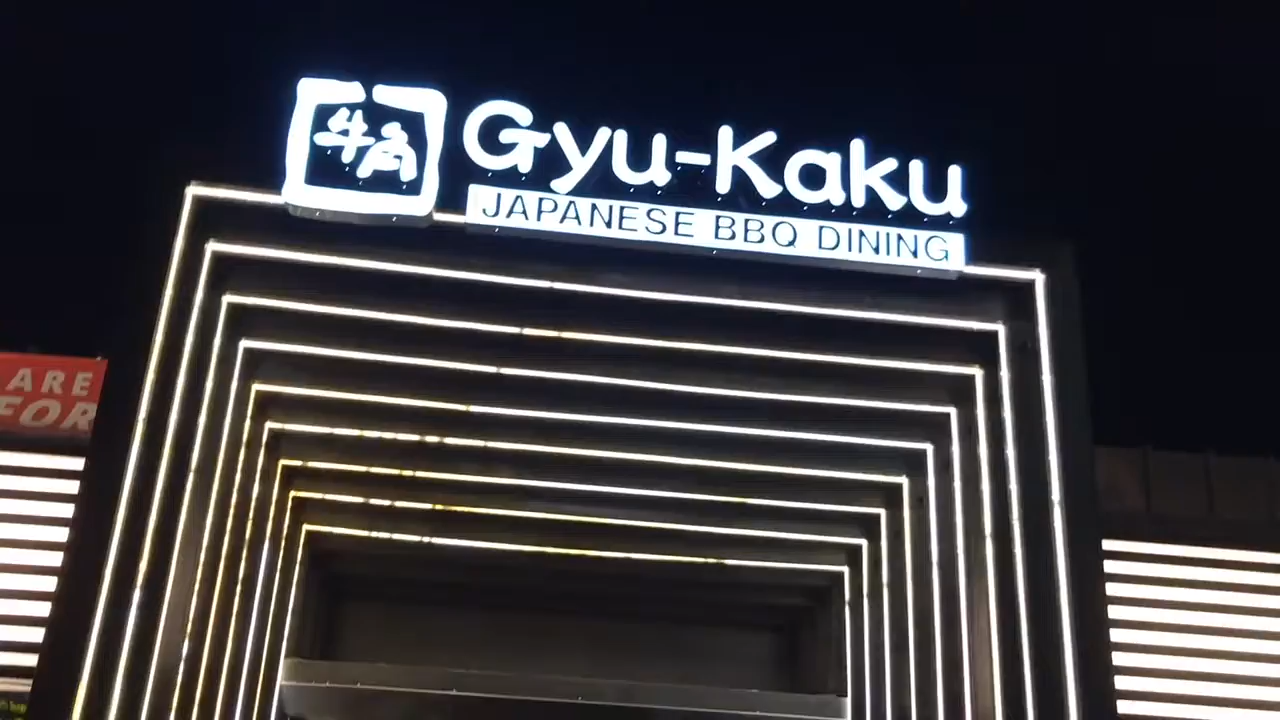 牛角
Gyu-Kaku
JAPANESE BBQ DINING
ARE
FOR